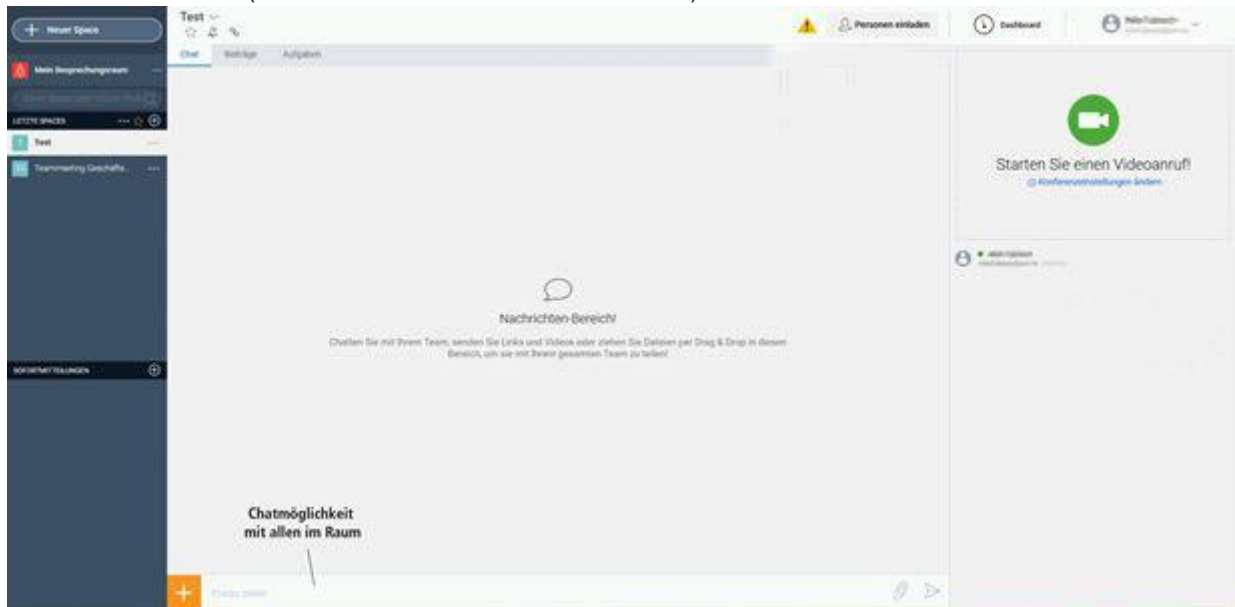 Neuer Space
Test
Personen einladen
Dashboard
Mein Besprechungsraum
Chat Beiträge Aufgaben
LETZTE SPACES
T Test
Teammeeting Geschäfts...
Starten Sie einen Videoanruf!
Konferenzeinstellungen ändern
Nachrichten-Bereich!
Chatten Sie mit Ihrem Team, senden Sie Links und Videos oder ziehen Sie Dateien per Drag & Drop in diesen
Bereich, um sie mit Ihrem gesamten Team zu teilen!
SOFORTMITTEILUNGEN
Chatmöglichkeit
mit allen im Raum